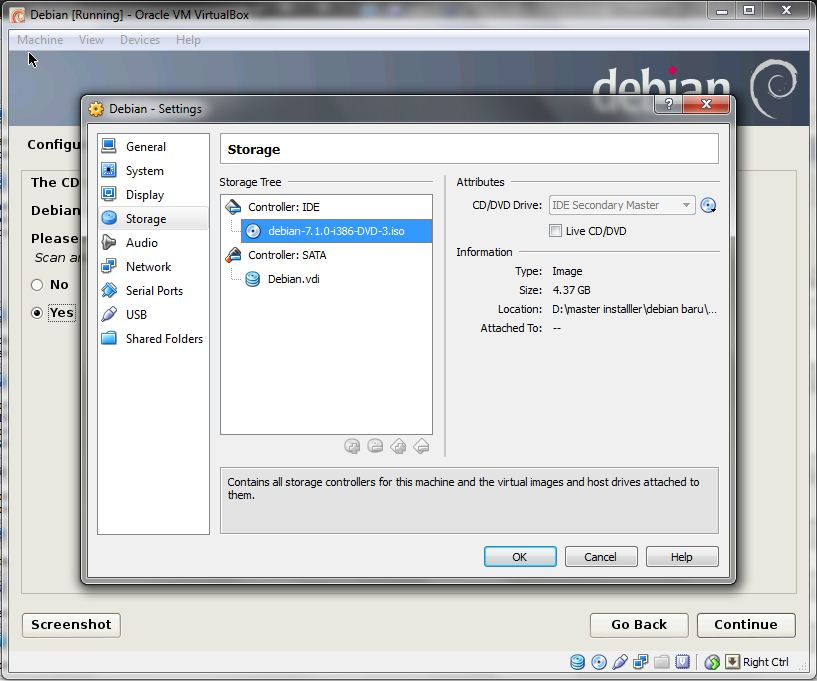 Debian [Running] - Oracle VM VirtualBox
Machine View Devices Help
debian
Debian - Settings
?
Configu
The CD
Debian
Please
Scan an
No
Yes
General
System
Display
Storage
Audio
Network
Serial Ports
USB
Shared Folders
Storage
Storage Tree
Controller: IDE
debian-7.1.0-i386-DVD-3.iso
Controller: SATA
Debian.vdi
Attributes
CD/DVD Drive: IDE Secondary Master
Live CD/DVD
Information
Type: Image
Size: 4.37 GB
Location: D:\master installler\debian baru\...
Attached To: --
Contains all storage controllers for this machine and the virtual images and host drives attached to
them.
OK Cancel Help
Screenshot Go Back Continue
Right Ctrl